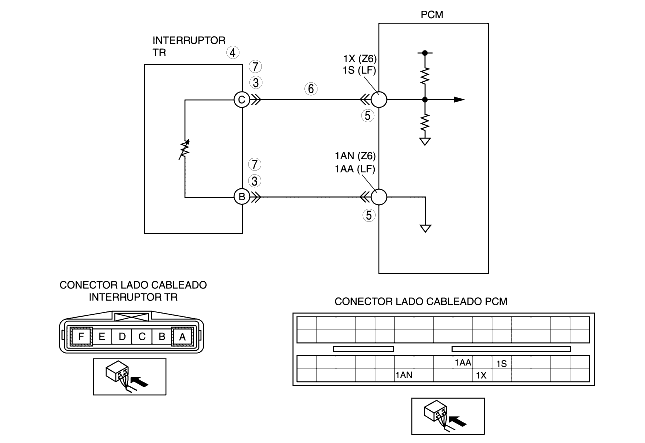 PCM
INTERRUPTOR
TR
4
7
3
C
6
1X (Z6)
1S (LF)
5
7
3
B
1AN (Z6)
1AA (LF)
5
CONECTOR LADO CABLEADO
INTERRUPTOR TR
F E D C B A
CONECTOR LADO CABLEADO PCM
1AA 1S
1AN 1X